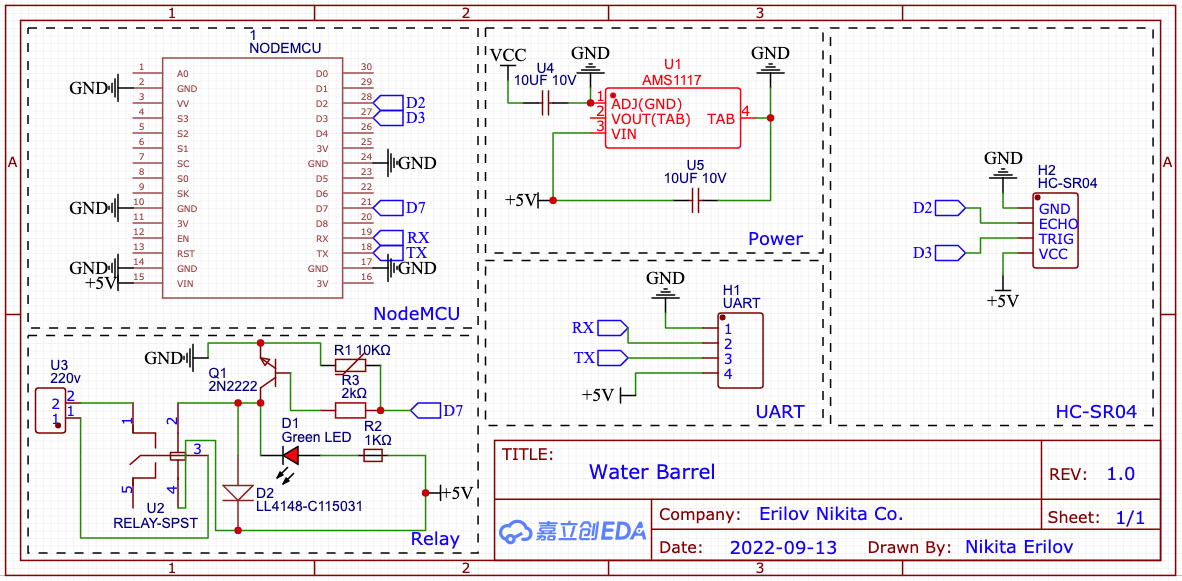 1 2 3
A A
1
NODEMCU
1 A0 D0 30
2 GND D1 29
3 VV D2 28
4 S3 D3 27
5 S2 D4 26
6 S1 3V 25
7 SC GND 24
8 S0 D5 23
9 SK D6 22
10 GND D7 21
11 3V D8 20
12 EN RX 19
13 RST TX 18
14 GND GND 17
15 VIN 3V 16
GND
GND
GND
+5V
D2
D3
GND
D7
RX
TX
GND
NodeMCU
VCC
U4
10UF 10V
GND
U1
AMS1117
GND
1 ADJ(GND)
2 VOUT(TAB) TAB 4
3 VIN
U5
10UF 10V
+5V
Power
GND
H1
UART
RX
TX
+5V
1
2
3
4
UART
GND
H2
HC-SR04
D2
D3
GND
ECHO
TRIG
VCC
+5V
HC-SR04
GND
U3
220v
2 2
1 1
Q1
2N2222
R1 10KΩ
R3
2kΩ
D7
D1
Green LED
R2
1KΩ
1 2
3
5 4
U2
RELAY-SPST
D2
LL4148-C115031
+5V
Relay
TITLE:
Water Barrel
REV: 1.0
嘉立创EDA
Company: Erilov Nikita Co.
Sheet: 1/1
Date: 2022-09-13 Drawn By: Nikita Erilov
1 2 3